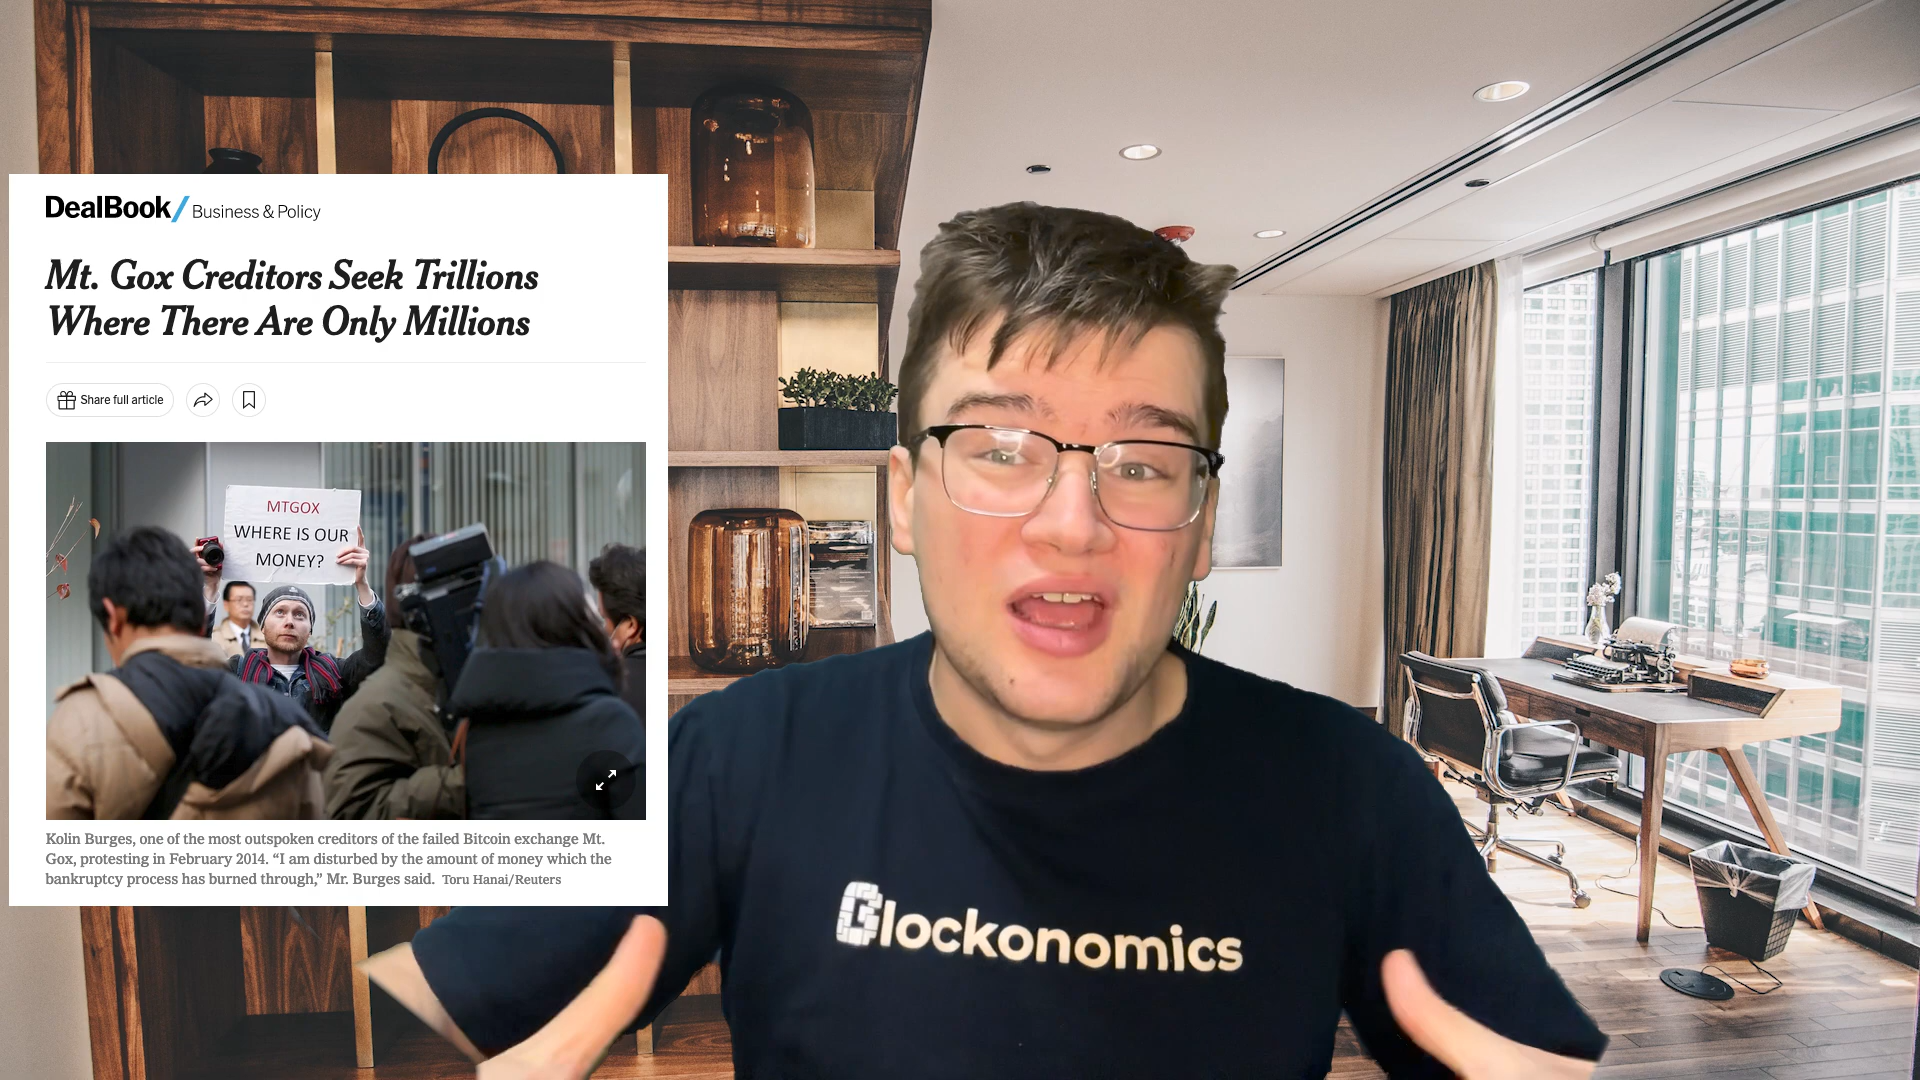 DealBook/ Business & Policy
Mt. Gox Creditors Seek Trillions
Where There Are Only Millions
Share full article
MTGOX
WHERE IS OUR
MONEY?
Kolin Burges, one of the most outspoken creditors of the failed Bitcoin exchange Mt.
Gox, protesting in February 2014. “I am disturbed by the amount of money which the
bankruptcy process has burned through,” Mr. Burges said. Toru Hanai/Reuters
Blockonomics